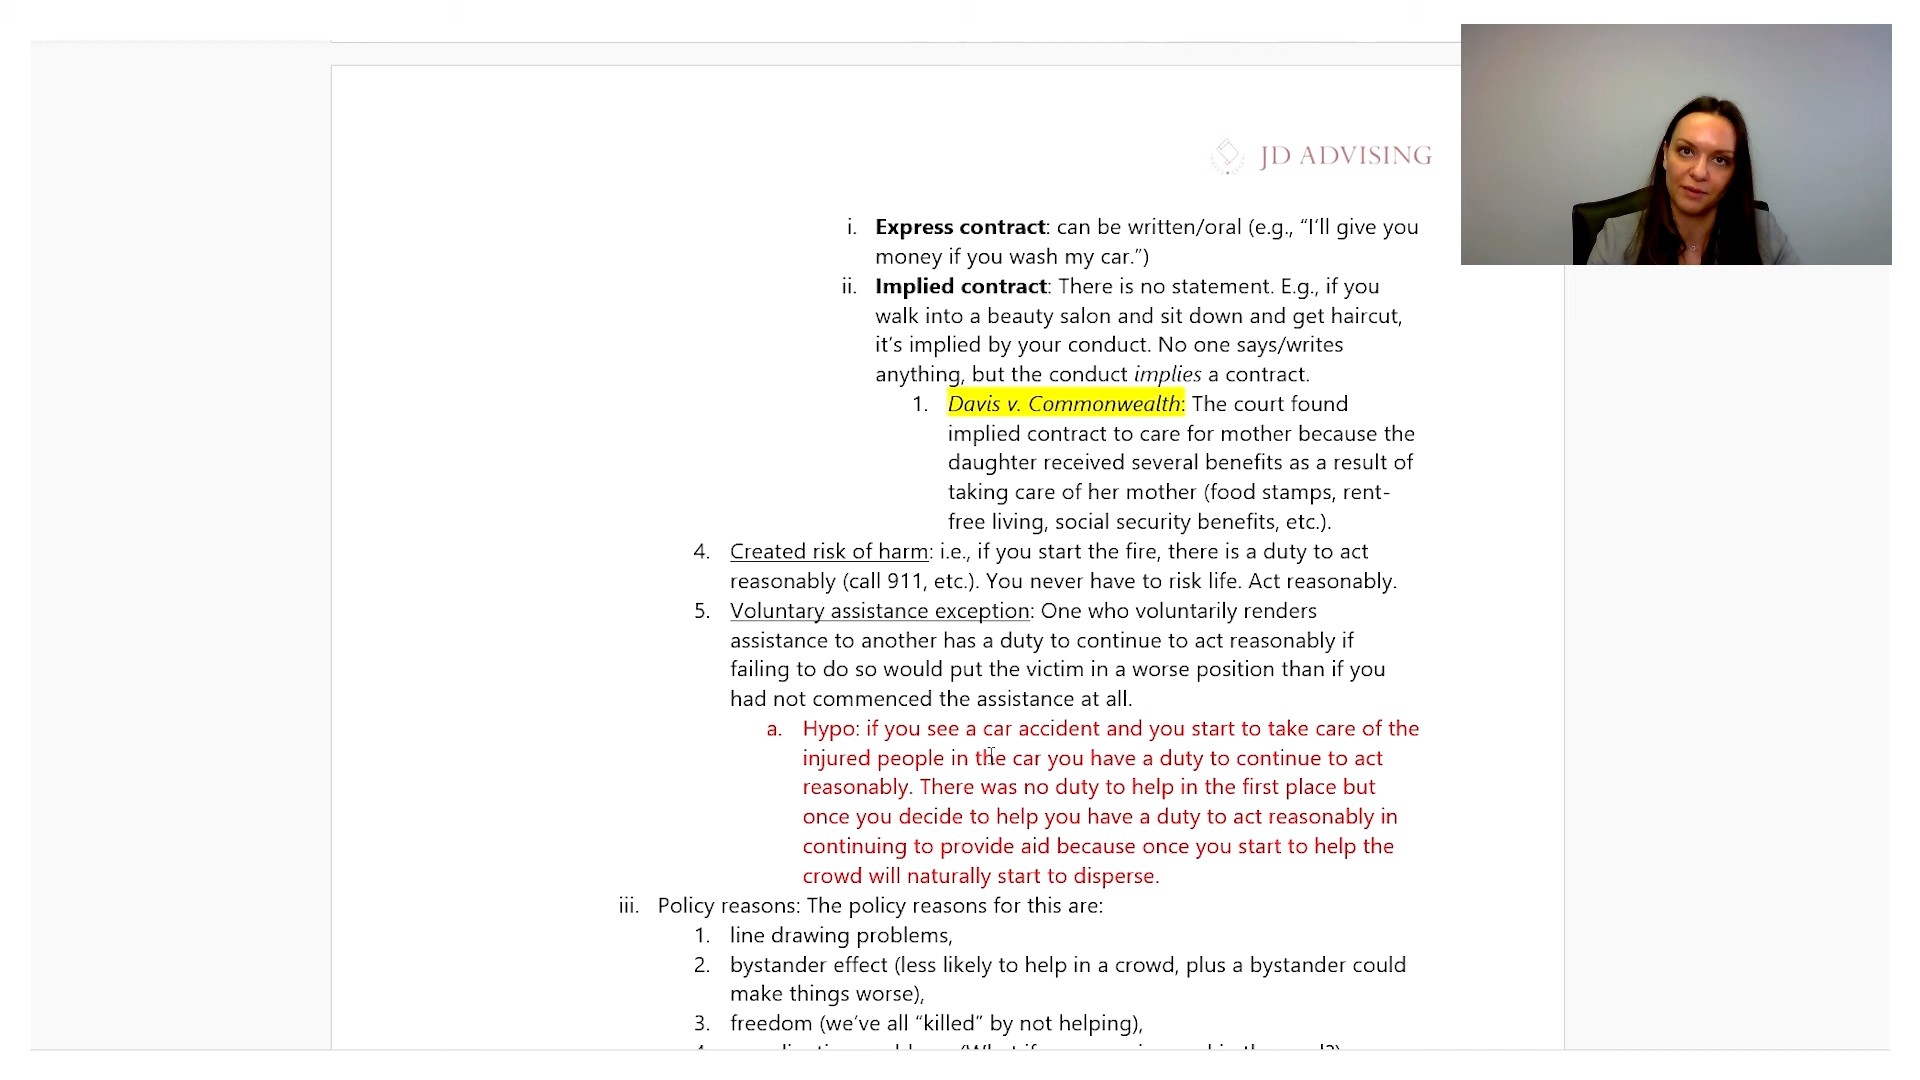 JD ADVISING
i. Express contract: can be written/oral (e.g., “I’ll give you
money if you wash my car.”)
ii. Implied contract: There is no statement. E.g., if you
walk into a beauty salon and sit down and get haircut,
it’s implied by your conduct. No one says/writes
anything, but the conduct implies a contract.
1. Davis v. Commonwealth: The court found
implied contract to care for mother because the
daughter received several benefits as a result of
taking care of her mother (food stamps, rent-
free living, social security benefits, etc.).
4. Created risk of harm: i.e., if you start the fire, there is a duty to act
reasonably (call 911, etc.). You never have to risk life. Act reasonably.
5. Voluntary assistance exception: One who voluntarily renders
assistance to another has a duty to continue to act reasonably if
failing to do so would put the victim in a worse position than if you
had not commenced the assistance at all.
a. Hypo: if you see a car accident and you start to take care of the
injured people in the car you have a duty to continue to act
reasonably. There was no duty to help in the first place but
once you decide to help you have a duty to act reasonably in
continuing to provide aid because once you start to help the
crowd will naturally start to disperse.
iii. Policy reasons: The policy reasons for this are:
1. line drawing problems,
2. bystander effect (less likely to help in a crowd, plus a bystander could
make things worse),
3. freedom (we’ve all “killed” by not helping),